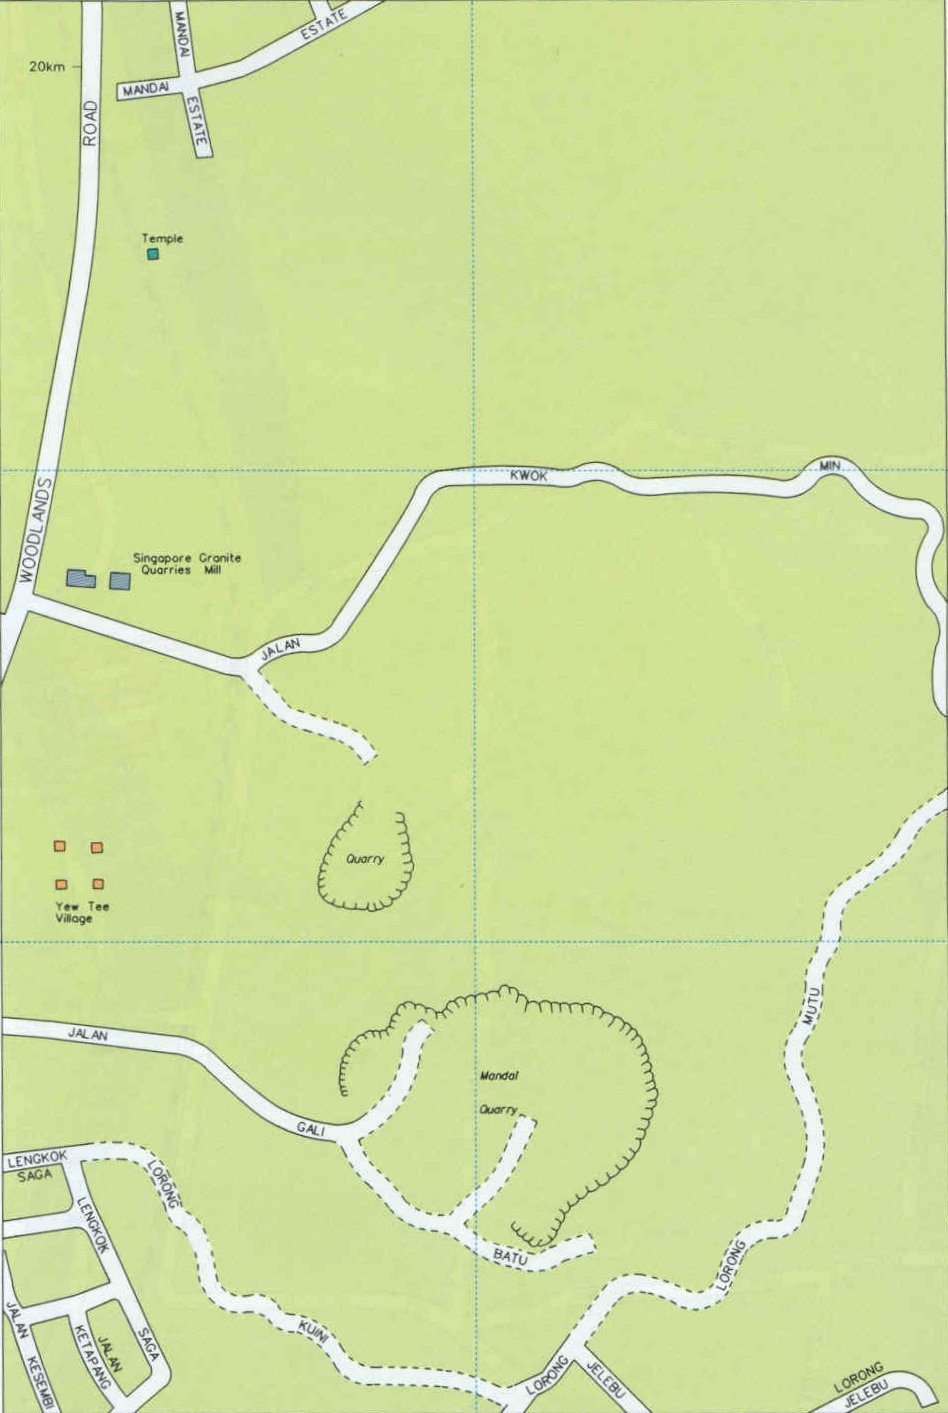 ESTATE
MANDAI
20km
MANDAI
ESTATE
ROAD
Temple
KWOK
MIN
WOODLANDS
Singapore Granite
Quarries Mill
JALAN
Quarry
Yew Tee
Village
MUTU
JALAN
Mandai
Quarry
GALI
LENGKOK
SAGA
LORONG
LENGKOK
BATU
LORONG
JALAN
KETAPANG
JALAN
SAGA
KUINI
KESEMBI
LORONG
JELEBU
LORONG
JELEBU